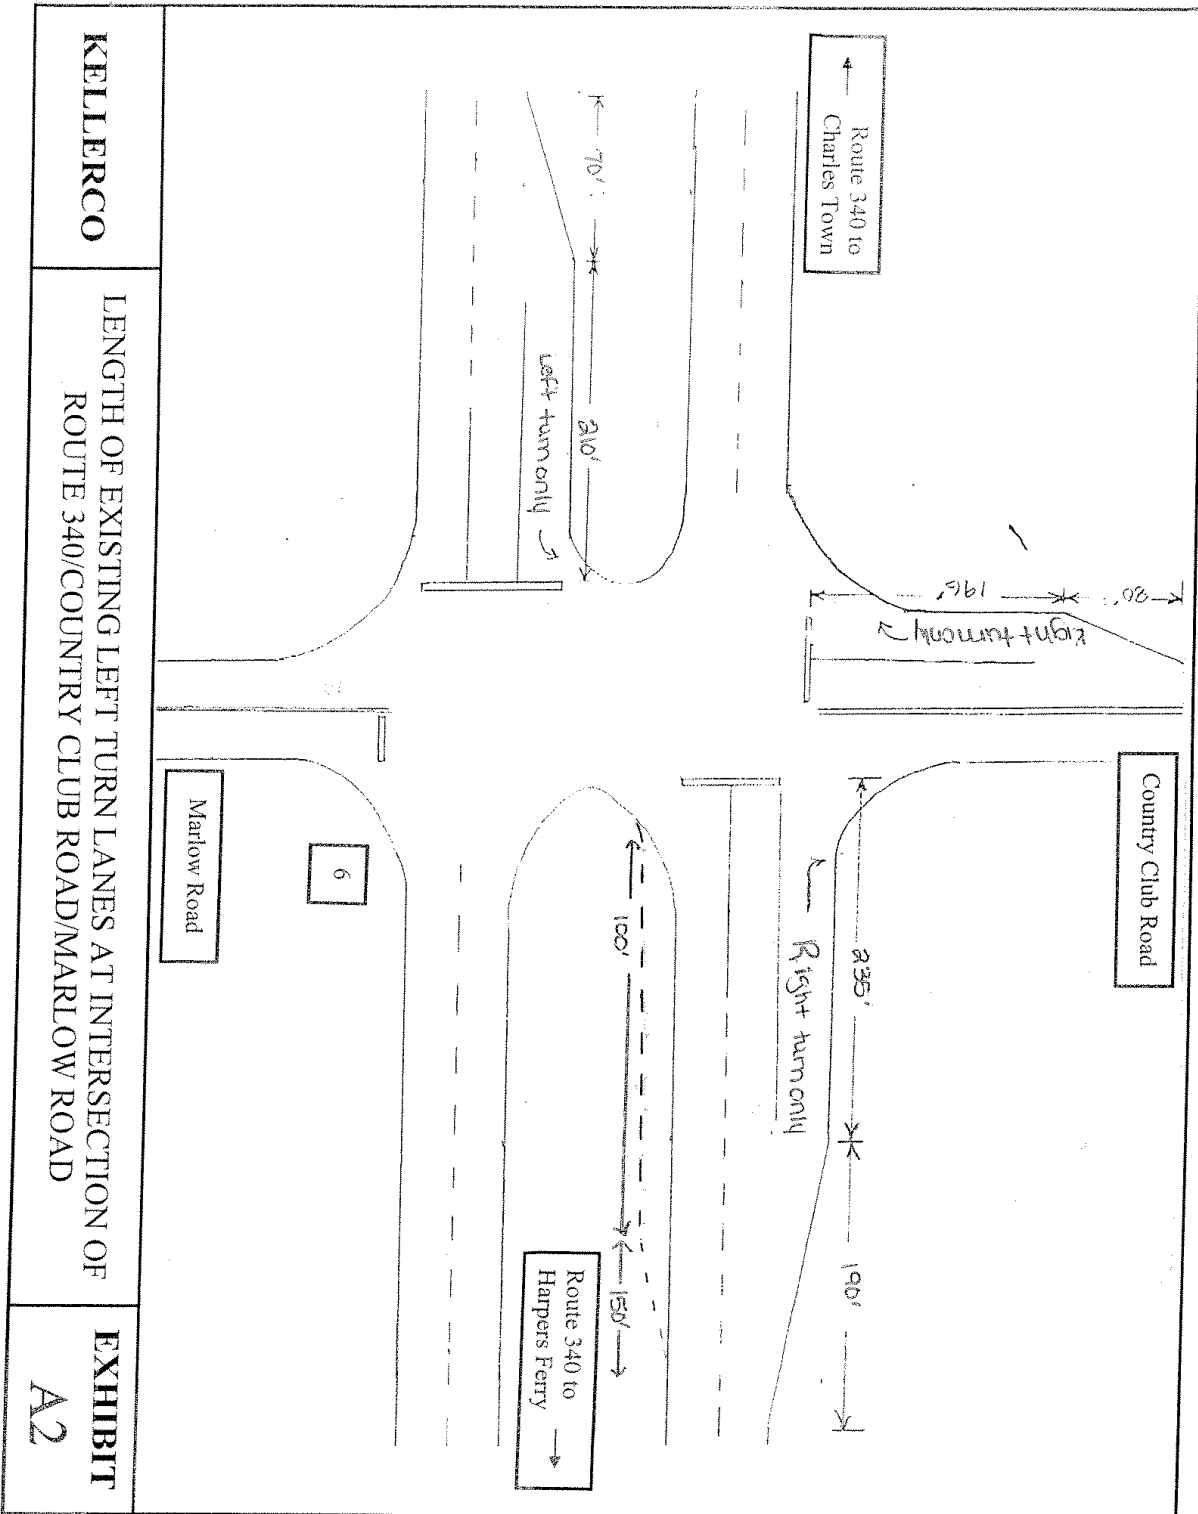 ← Route 340 to
Charles Town
Country Club Road
80'
196'
Right turn only
70'
210'
Left turn only
235'
190'
Right turn only
100'
150'
Route 340 to
Harpers Ferry →
6
Marlow Road
KELLERCO
LENGTH OF EXISTING LEFT TURN LANES AT INTERSECTION OF
ROUTE 340/COUNTRY CLUB ROAD/MARLOW ROAD
EXHIBIT
A2